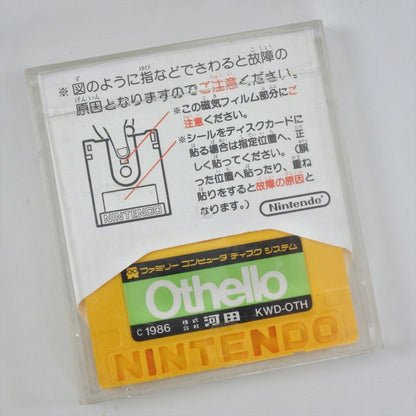 ※図のように指などでさわると故障の
原因となりますのでご注意ください。
※この磁気フィルム部分にご
注意ください。
※シールをディスクカードに
貼る場合は指定位置へ、正
しく貼ってください。(誤
った位置へ貼ったり、重ね
貼りをすると故障の原因と
なります。)
NINTENDO
Nintendo
ファミリー コンピュータ ディスク システム
Othello
C 1986 株式会社 河田 KWD-OTH
NINTENDO